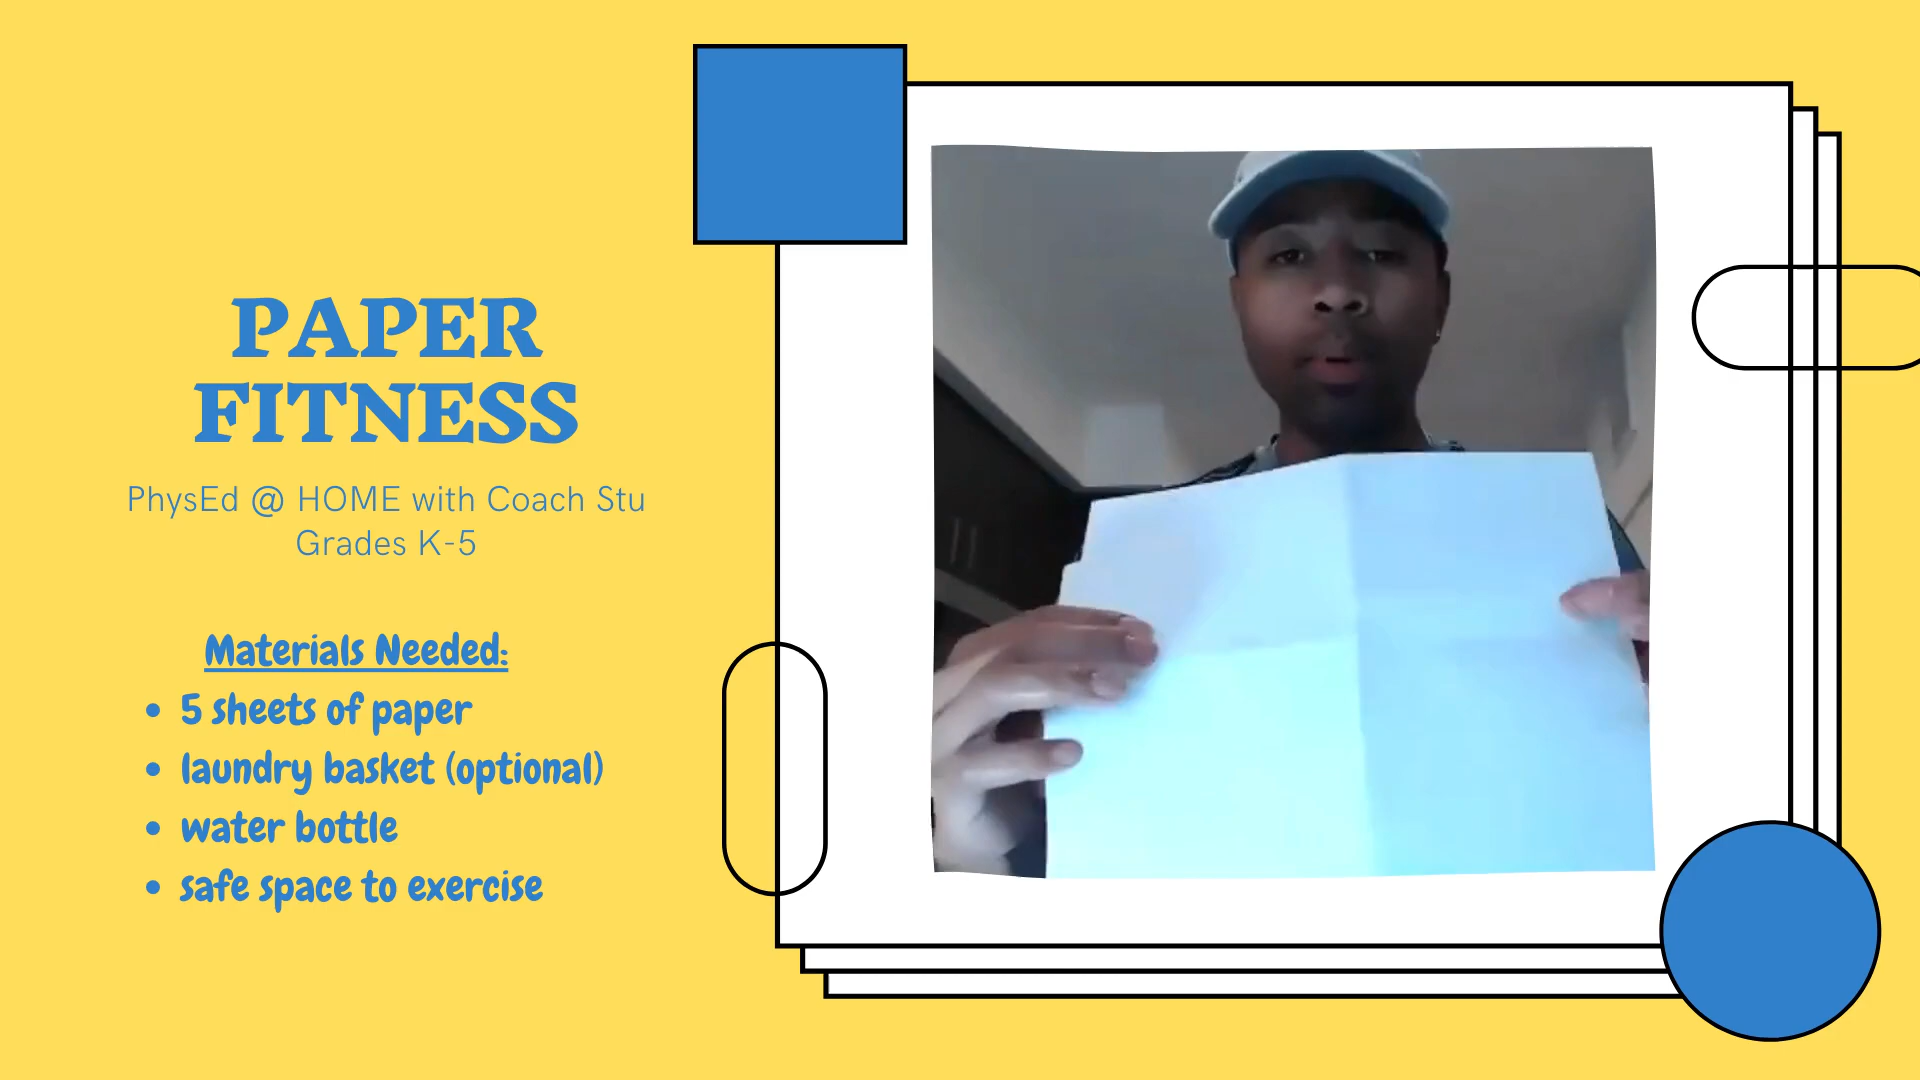 PAPER
FITNESS
PhysEd @ HOME with Coach Stu
Grades K-5
Materials Needed:
• 5 sheets of paper
• laundry basket (optional)
• water bottle
• safe space to exercise